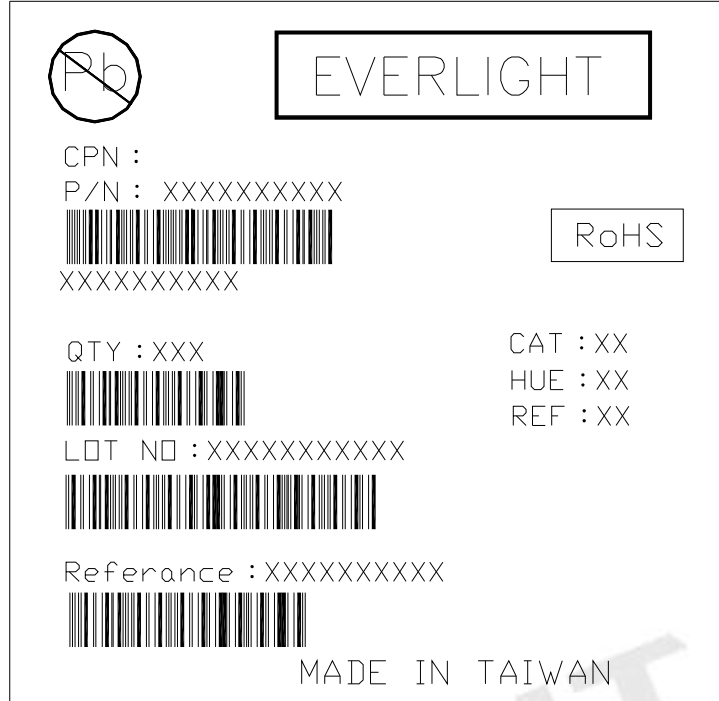 Pb
EVERLIGHT
CPN :
P/N : XXXXXXXXXX
RoHS
XXXXXXXXXX
QTY : XXX
CAT : XX
HUE : XX
REF : XX
LOT NO : XXXXXXXXXXX
Referance : XXXXXXXXXX
MADE IN TAIWAN